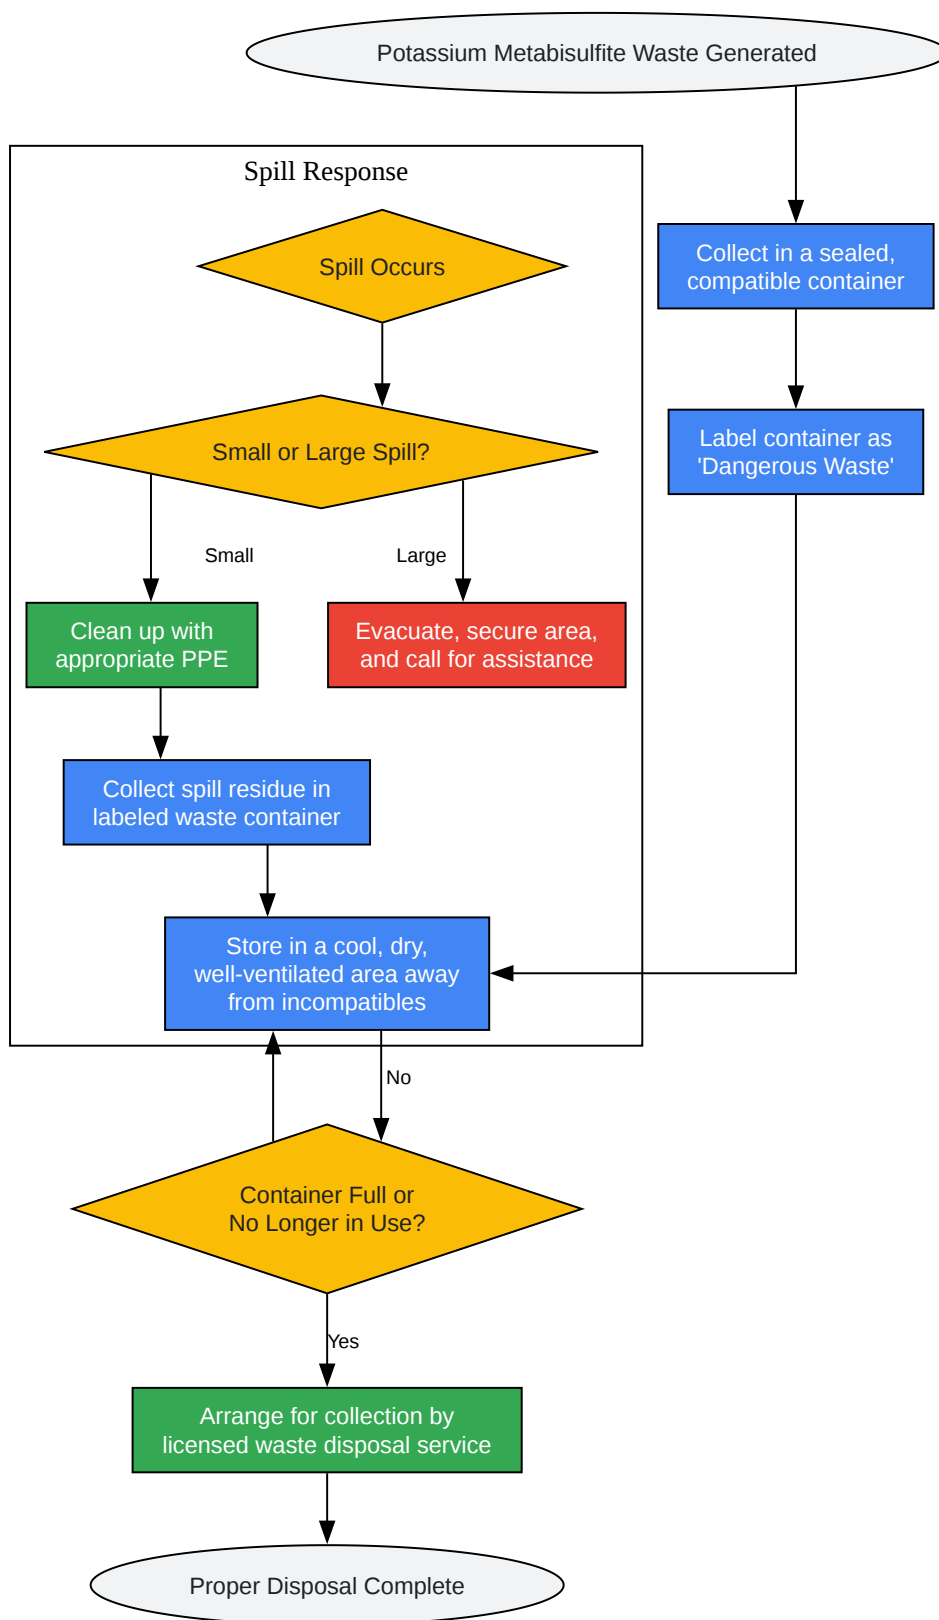 Potassium Metabisulfite Waste Generated
Spill Response
Spill Occurs
Collect in a sealed,
compatible container
Small or Large Spill?
Label container as
'Dangerous Waste'
Small
Large
Clean up with
appropriate PPE
Evacuate, secure area,
and call for assistance
Collect spill residue in
labeled waste container
Store in a cool, dry,
well-ventilated area away
from incompatibles
No
Container Full or
No Longer in Use?
Yes
Arrange for collection by
licensed waste disposal service
Proper Disposal Complete